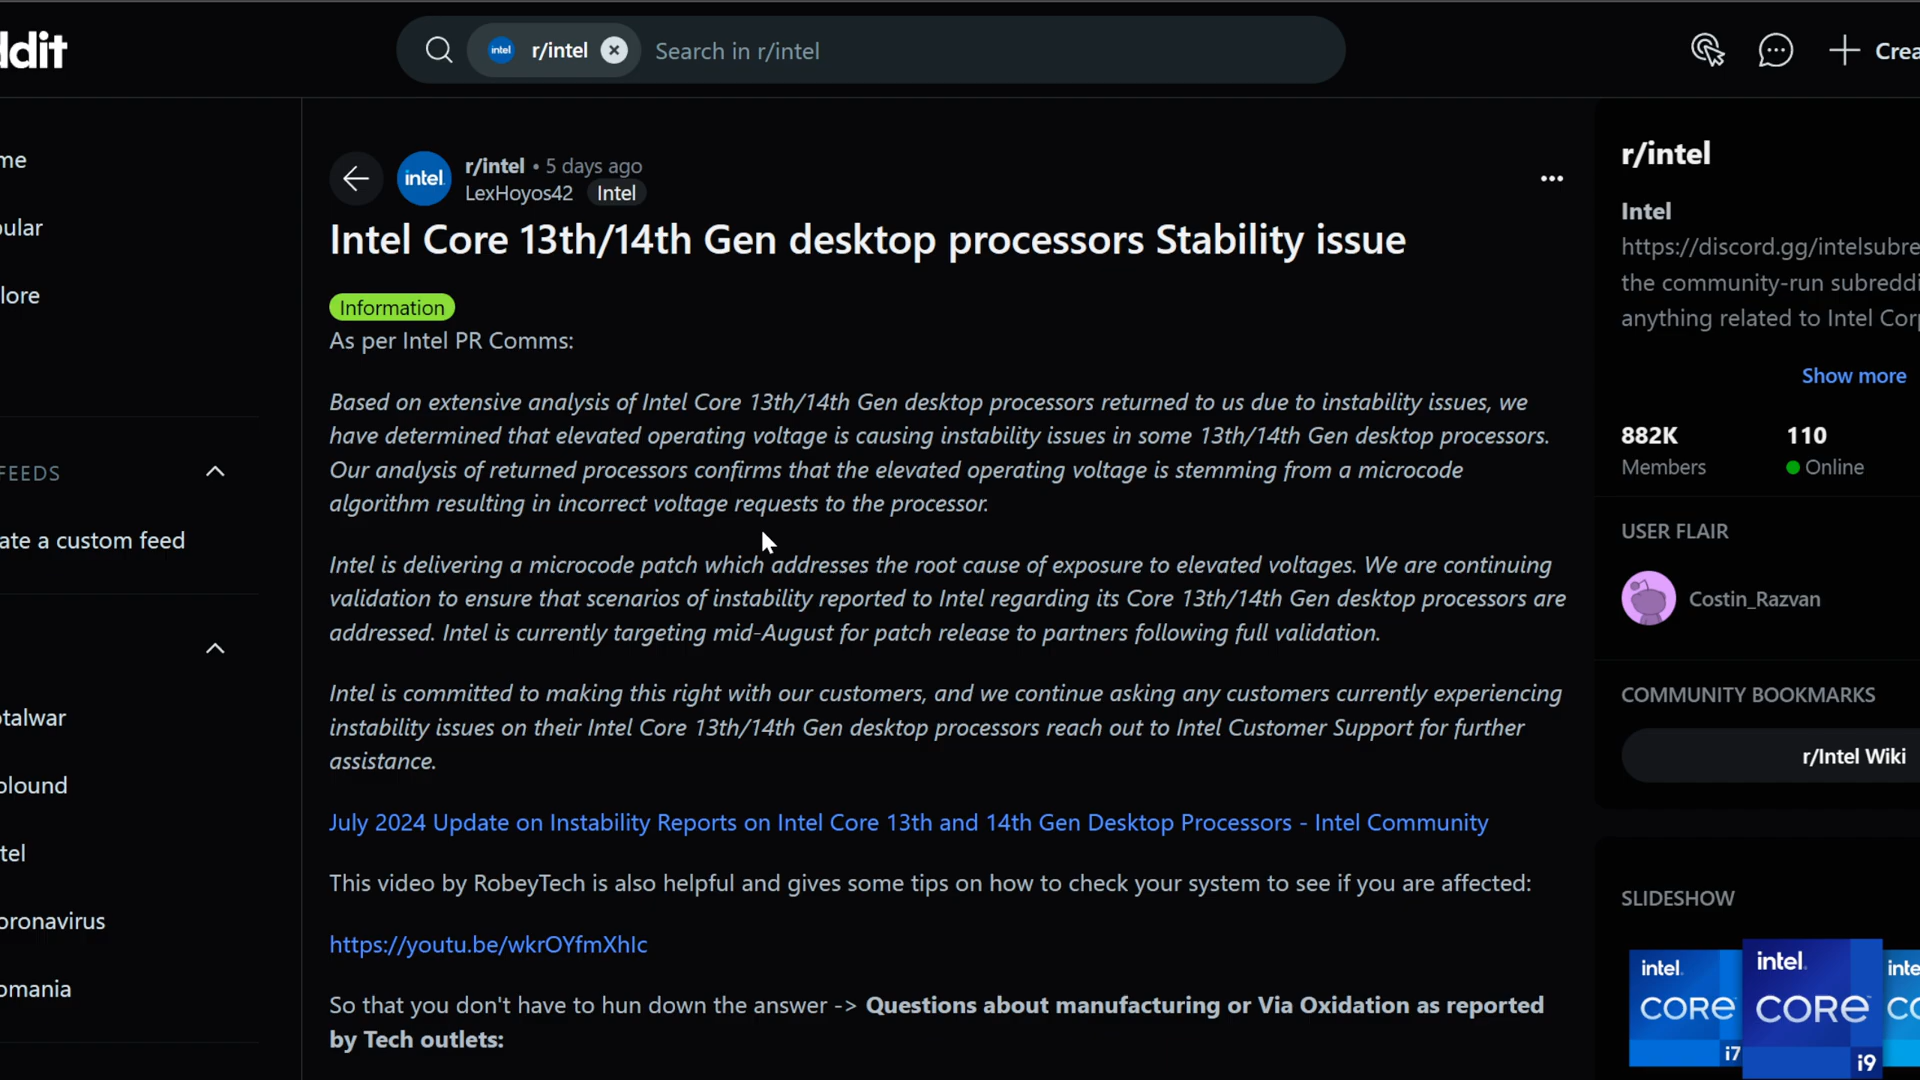 ddit
intel r/intel
Search in r/intel
Crea
me
ular
lore
FEEDS
ate a custom feed
otalwar
olound
tel
oronavirus
omania
intel.
r/intel • 5 days ago
LexHoyos42 Intel
Intel Core 13th/14th Gen desktop processors Stability issue
Information
As per Intel PR Comms:
Based on extensive analysis of Intel Core 13th/14th Gen desktop processors returned to us due to instability issues, we
have determined that elevated operating voltage is causing instability issues in some 13th/14th Gen desktop processors.
Our analysis of returned processors confirms that the elevated operating voltage is stemming from a microcode
algorithm resulting in incorrect voltage requests to the processor.
Intel is delivering a microcode patch which addresses the root cause of exposure to elevated voltages. We are continuing
validation to ensure that scenarios of instability reported to Intel regarding its Core 13th/14th Gen desktop processors are
addressed. Intel is currently targeting mid-August for patch release to partners following full validation.
Intel is committed to making this right with our customers, and we continue asking any customers currently experiencing
instability issues on their Intel Core 13th/14th Gen desktop processors reach out to Intel Customer Support for further
assistance.
July 2024 Update on Instability Reports on Intel Core 13th and 14th Gen Desktop Processors - Intel Community
This video by RobeyTech is also helpful and gives some tips on how to check your system to see if you are affected:
https://youtu.be/wkrOYfmXhIc
So that you don't have to hun down the answer -> Questions about manufacturing or Via Oxidation as reported
by Tech outlets:
r/intel
Intel
https://discord.gg/intelsubre
the community-run subreddi
anything related to Intel Corp
Show more
882K 110
Members Online
USER FLAIR
Costin_Razvan
COMMUNITY BOOKMARKS
r/Intel Wiki
SLIDESHOW
intel. intel. inte
CORE CORE CO
i7 i9